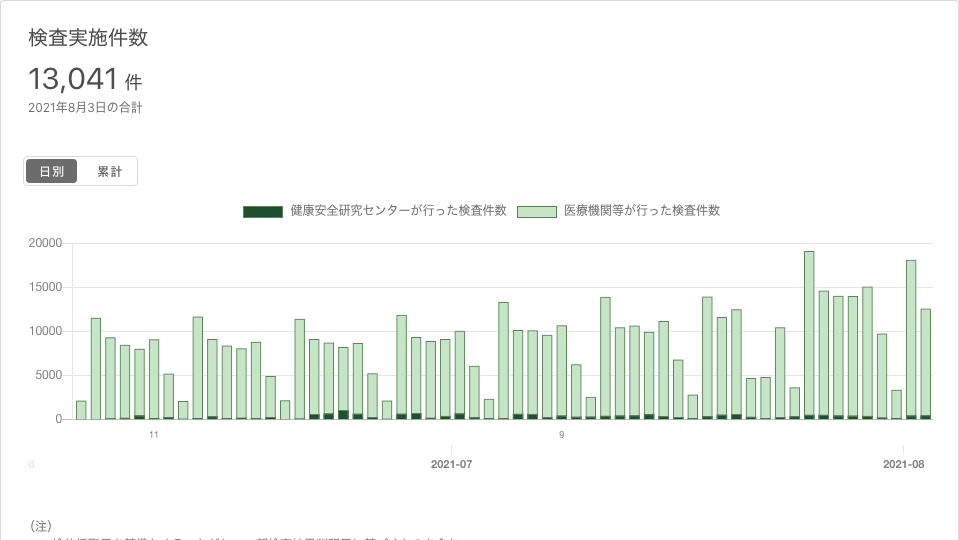 検査実施件数
13,041 件
2021年8月3日の合計
日別 累計
健康安全研究センターが行った検査件数 医療機関等が行った検査件数
20000
15000
10000
5000
0
11 9
2021-07 2021-08
（注）